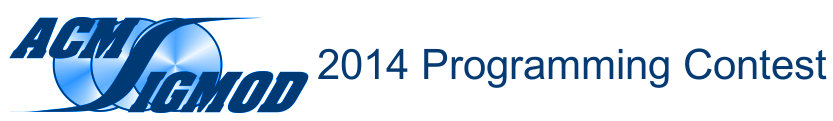 ACM
SIGMOD
2014 Programming Contest